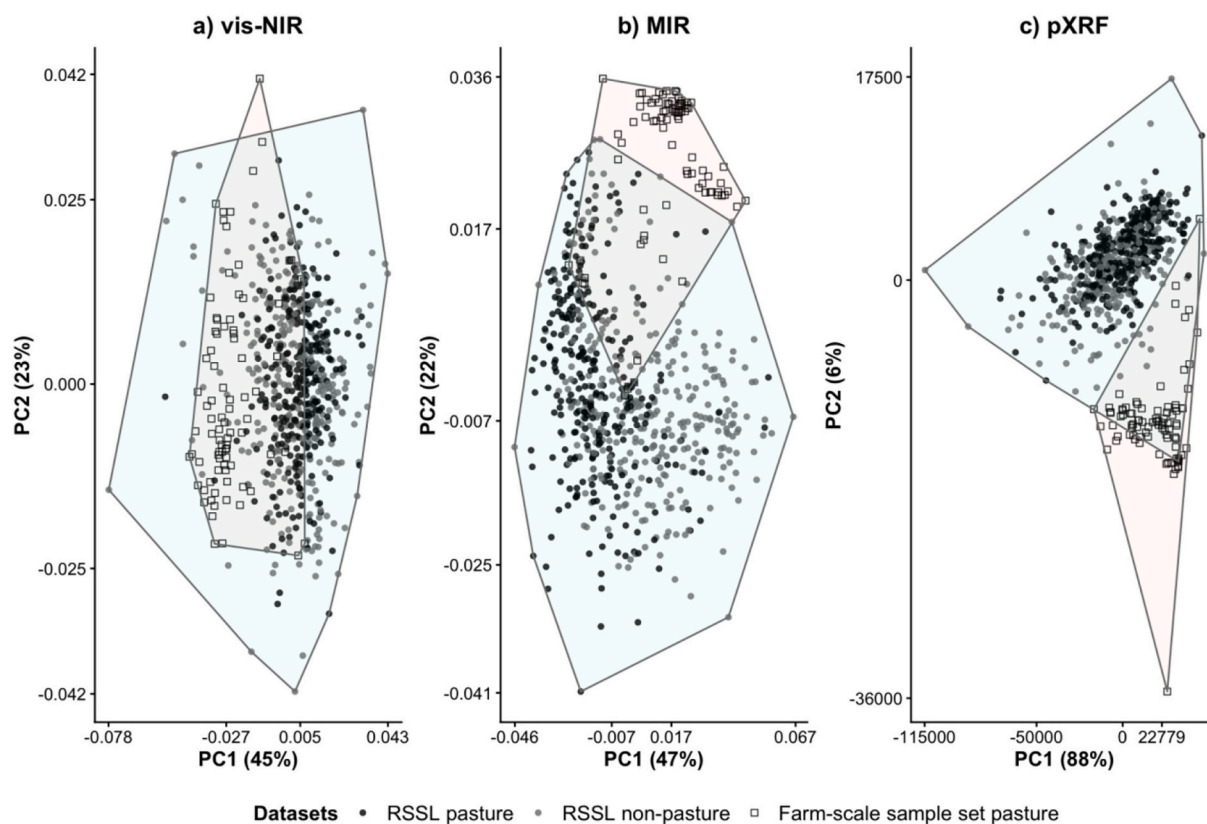 a) vis-NIR
0.042
0.025
0.000
-0.025
-0.042
PC2 (23%)
-0.078
-0.027
0.005
0.043
PC1 (45%)
b) MIR
0.036
0.017
-0.007
-0.025
-0.041
PC2 (22%)
-0.046
-0.007
0.017
0.067
PC1 (47%)
c) pXRF
17500
0
-36000
PC2 (6%)
-115000
-50000
0
22779
PC1 (88%)
Datasets RSSL pasture RSSL non-pasture Farm-scale sample set pasture